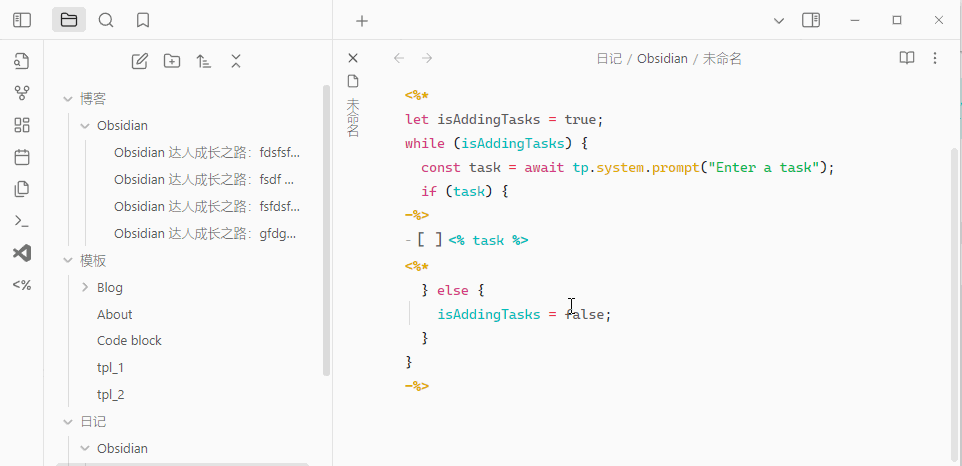 博客
Obsidian
Obsidian 达人成长之路：fdsfsf...
Obsidian 达人成长之路：fsdf ...
Obsidian 达人成长之路：fsfdsf...
Obsidian 达人成长之路：gfdg...
模板
Blog
About
Code block
tpl_1
tpl_2
日记
Obsidian
<%
未命名
日记 / Obsidian / 未命名
<%*
let isAddingTasks = true;
while (isAddingTasks) {
const task = await tp.system.prompt("Enter a task");
if (task) {
-%>
- [ ] <% task %>
<%*
} else {
isAddingTasks = false;
}
}
-%>